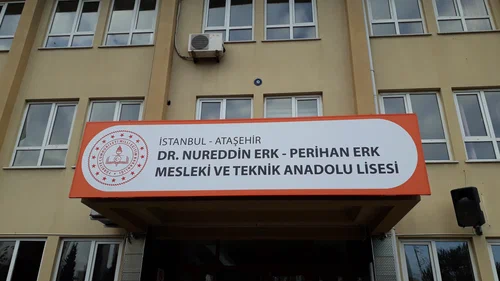 İSTANBUL - ATAŞEHİR
DR. NUREDDİN ERK - PERİHAN ERK
MESLEKİ VE TEKNİK ANADOLU LİSESİ